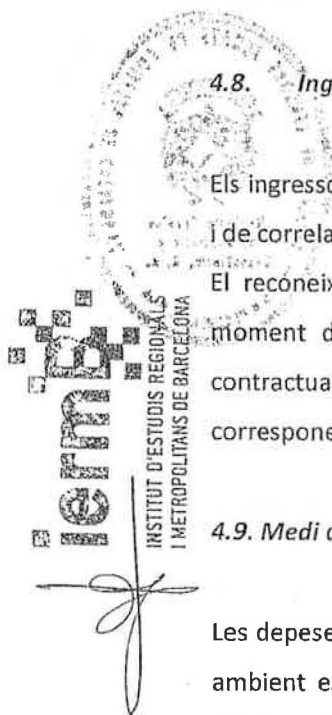 4.8. Ing
Els ingresso
i de correla
El reconeix
moment d
contractua
correspone
4.9. Medi
Les depese
ambient e
iermB
INSTITUT D'ESTUDIS REGIONALS
I METROPOLITANS DE BARCELONA